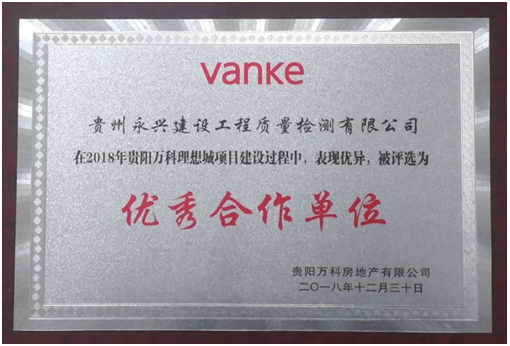 vanke
贵州永兴建设工程质量检测有限公司
在2018年贵阳万科理想城项目建设过程中，表现优异，被评选为
优秀合作单位
贵阳万科房地产有限公司
二〇一八年十二月三十日